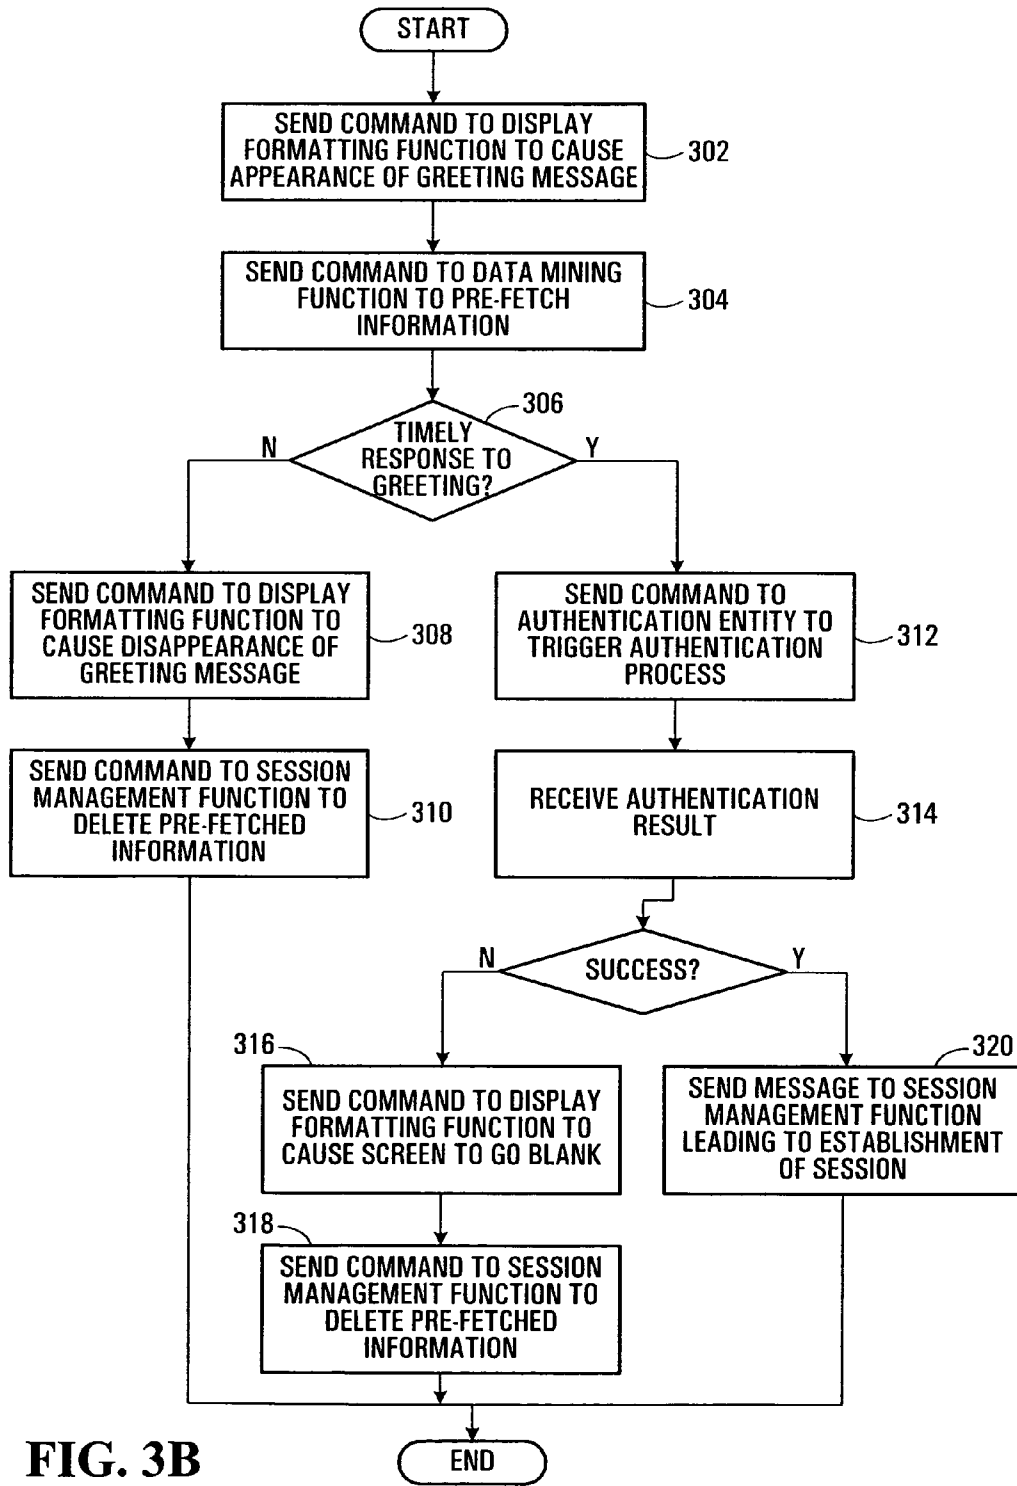 START
SEND COMMAND TO DISPLAY
FORMATTING FUNCTION TO CAUSE
APPEARANCE OF GREETING MESSAGE
302
SEND COMMAND TO DATA MINING
FUNCTION TO PRE-FETCH
INFORMATION
304
306
TIMELY
RESPONSE TO
GREETING?
N
Y
SEND COMMAND TO DISPLAY
FORMATTING FUNCTION TO
CAUSE DISAPPEARANCE OF
GREETING MESSAGE
308
SEND COMMAND TO
AUTHENTICATION ENTITY TO
TRIGGER AUTHENTICATION
PROCESS
312
SEND COMMAND TO SESSION
MANAGEMENT FUNCTION TO
DELETE PRE-FETCHED
INFORMATION
310
RECEIVE AUTHENTICATION
RESULT
314
N
SUCCESS?
Y
316
SEND COMMAND TO DISPLAY
FORMATTING FUNCTION TO
CAUSE SCREEN TO GO BLANK
320
SEND MESSAGE TO SESSION
MANAGEMENT FUNCTION
LEADING TO ESTABLISHMENT
OF SESSION
318
SEND COMMAND TO SESSION
MANAGEMENT FUNCTION TO
DELETE PRE-FETCHED
INFORMATION
END
FIG. 3B